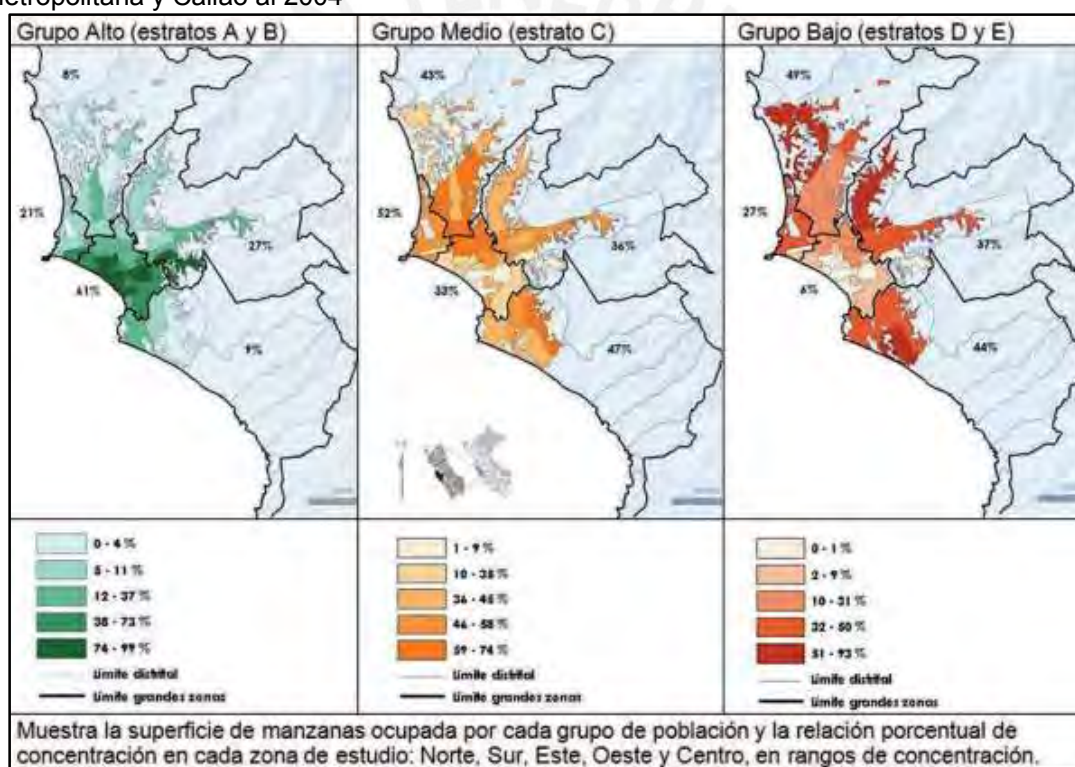 etropolitana y Callao al 2004
Grupo Alto (estratos A y B)
8%
21%
27%
61%
9%
0 - 4 %
5 - 11 %
12 - 37 %
38 - 73 %
74 - 99 %
Límite distrital
Límite grandes zonas
Grupo Medio (estrato C)
43%
52%
36%
33%
47%
1 - 9 %
10 - 35 %
36 - 45 %
46 - 58 %
59 - 74 %
Límite distrital
Límite grandes zonas
Grupo Bajo (estratos D y E)
49%
27%
37%
6%
44%
0 - 1 %
2 - 9 %
10 - 31 %
32 - 50 %
51 - 93 %
Límite distrital
Límite grandes zonas
Muestra la superficie de manzanas ocupada por cada grupo de población y la relación porcentual de
concentración en cada zona de estudio: Norte, Sur, Este, Oeste y Centro, en rangos de concentración.